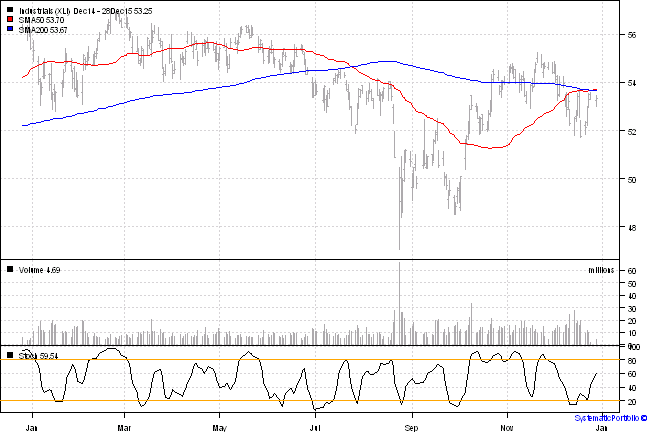 Industrials (XLI) Dec14 - 28Dec15 53.25
SMA50 53.70
SMA200 53.67
56
54
52
50
48
Volume 4.69
millions
60
50
40
30
20
10
0
Stoch 59.54
80
60
40
20
Jan
Mar
May
Jul
Sep
Nov
Jan
SystematicPortfolio ©